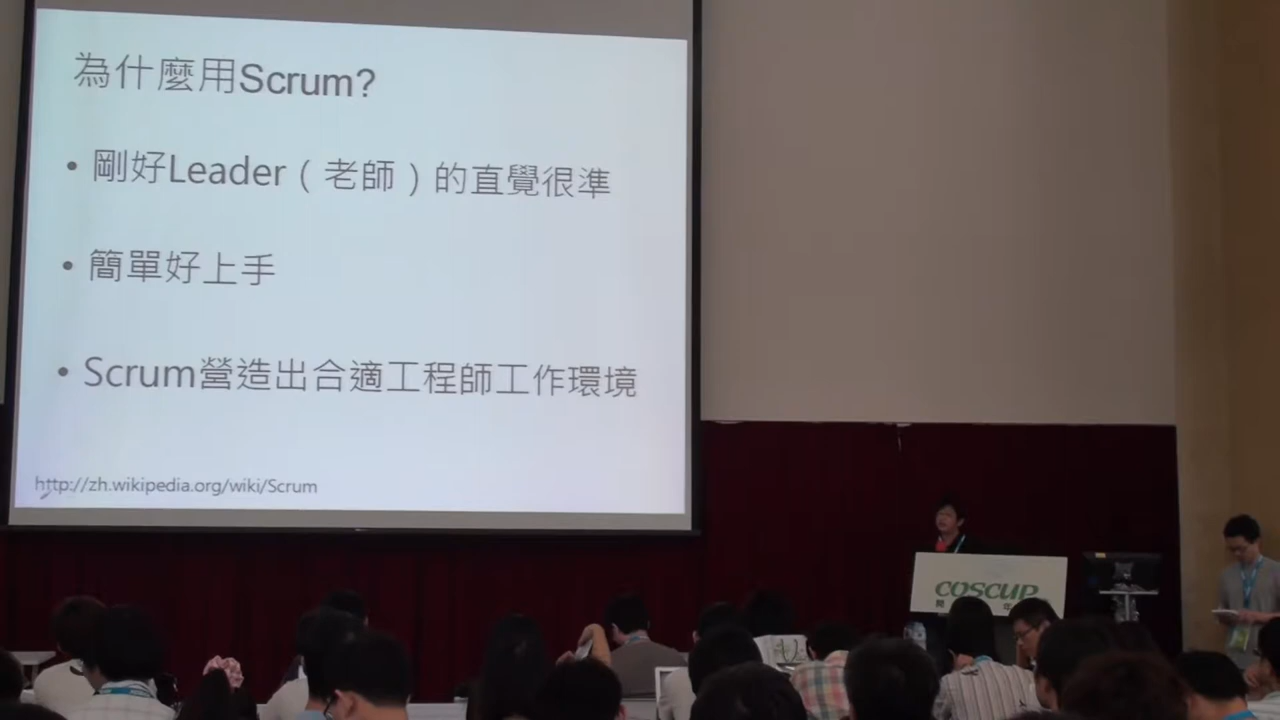 為什麼用Scrum?
• 剛好Leader（老師）的直覺很準
• 簡單好上手
• Scrum營造出合適工程師工作環境
http://zh.wikipedia.org/wiki/Scrum
COSCUP